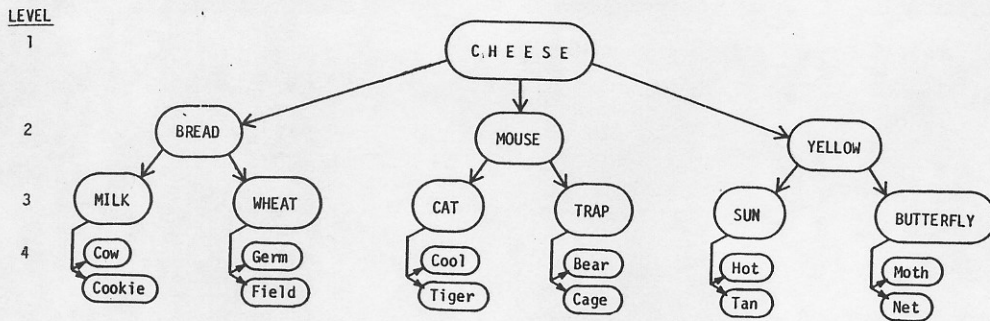 LEVEL
1 C H E E S E
2 BREAD MOUSE YELLOW
3 MILK WHEAT CAT TRAP SUN BUTTERFLY
4 Cow Germ Cool Bear Hot Moth
Cookie Field Tiger Cage Tan Net